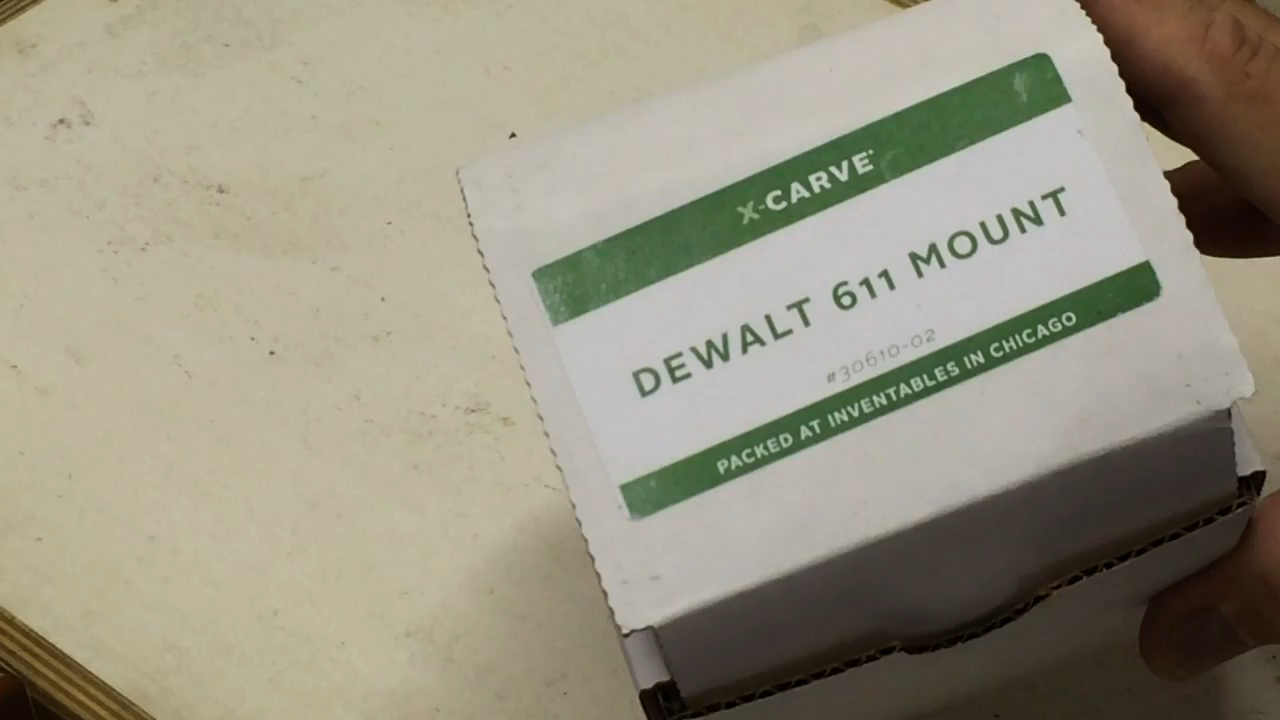 X-CARVE®
DEWALT 611 MOUNT
#30610-02
PACKED AT INVENTABLES IN CHICAGO